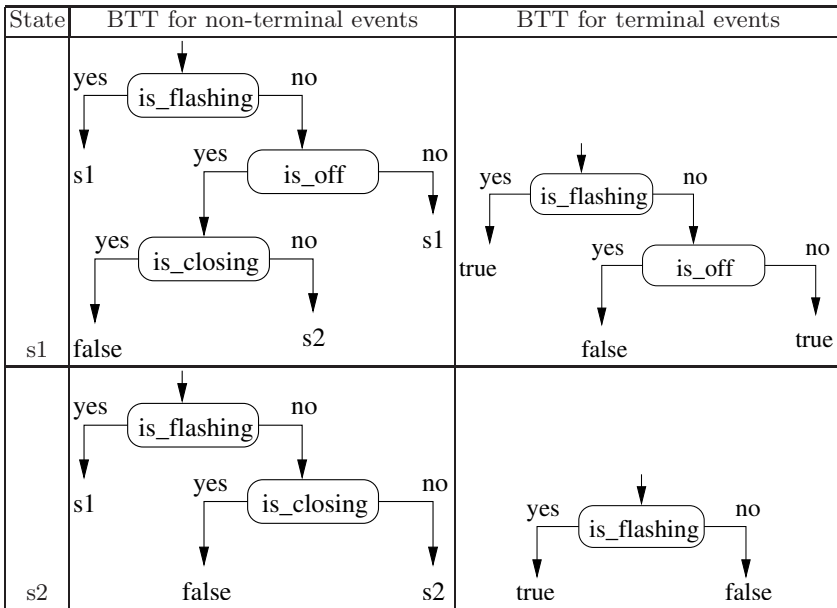 State BTT for non-terminal events BTT for terminal events
yes is_flashing no
s1
yes is_off no
s1
yes is_closing no
false
s2
s1
yes is_flashing no
true
yes is_off no
false
true
yes is_flashing no
s1
yes is_closing no
false
s2
s2
yes is_flashing no
true
false